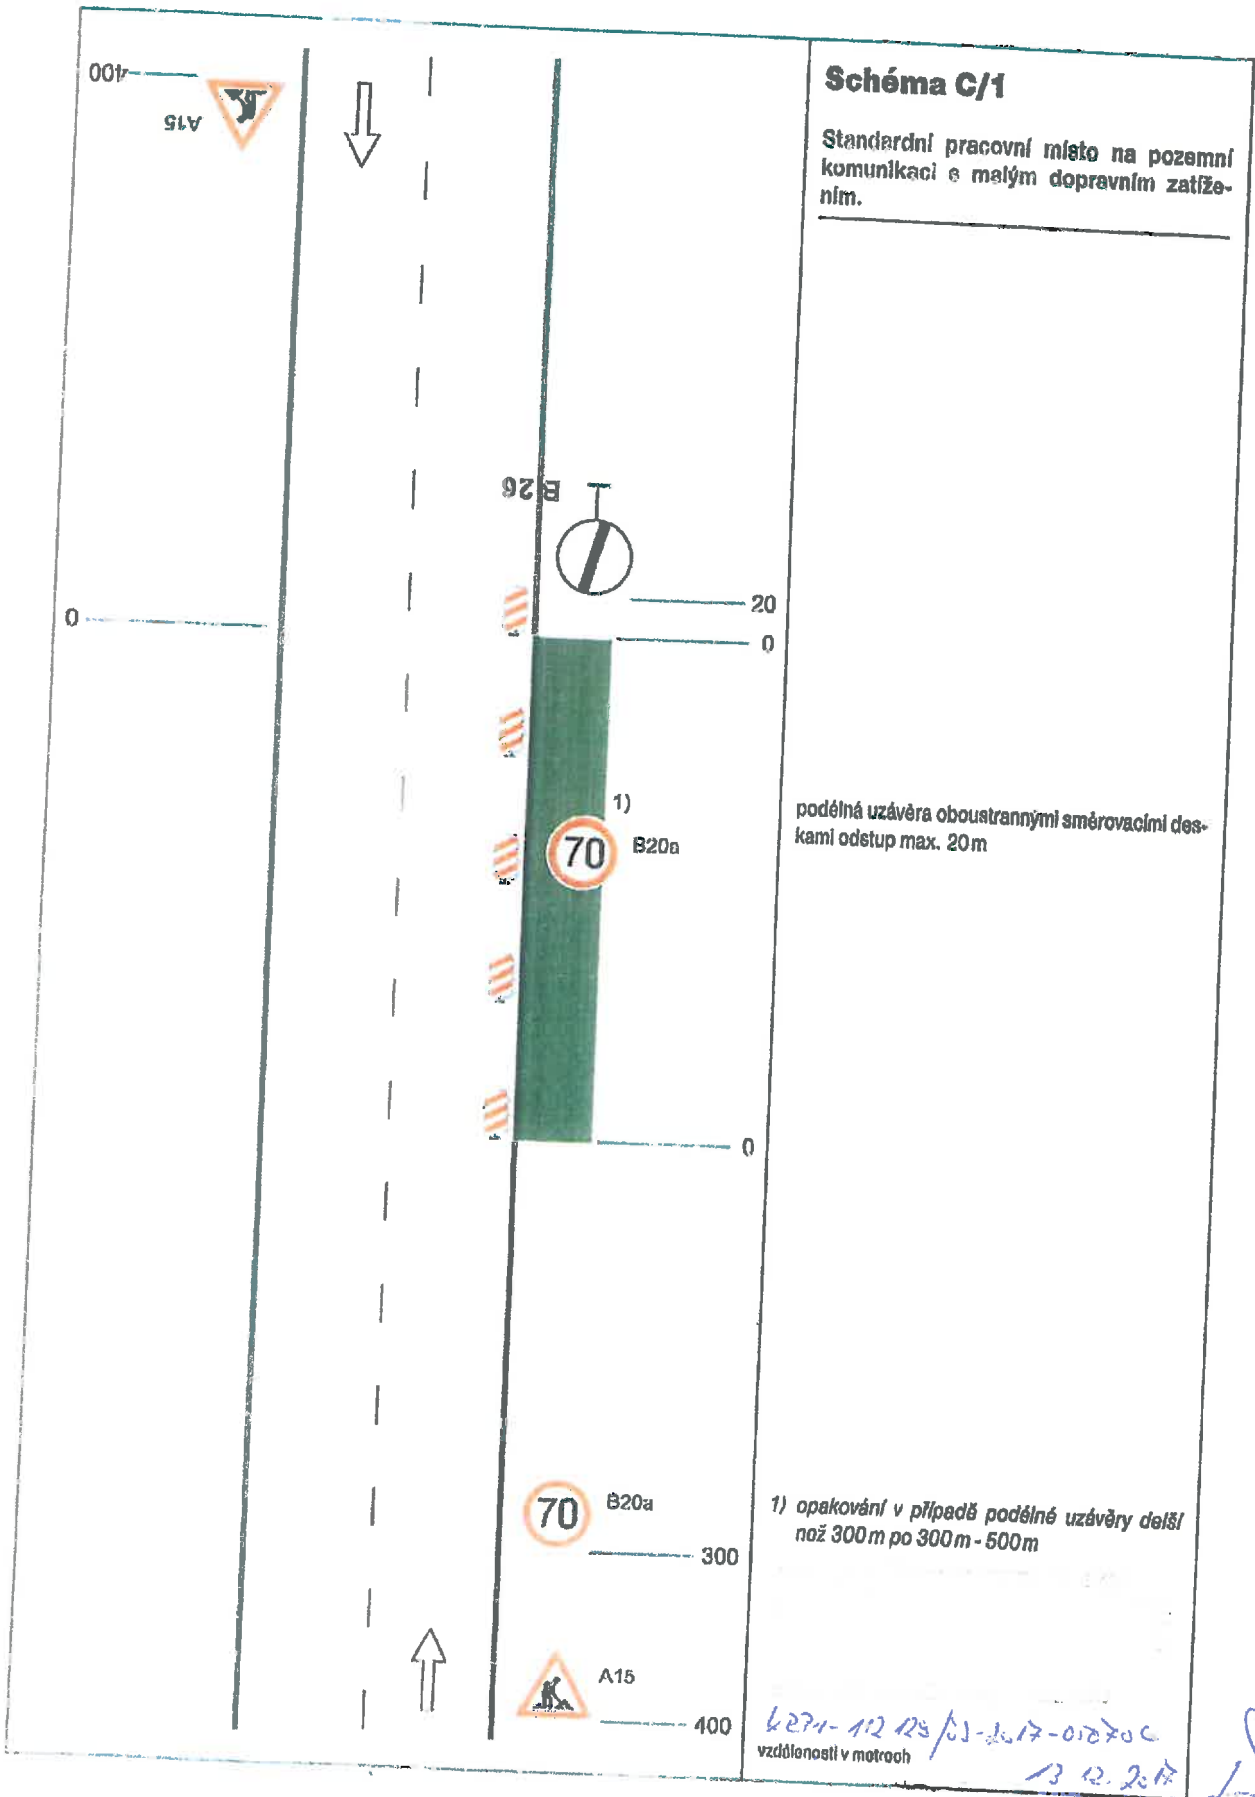 Schéma C/1
Standardní pracovní místo na pozemní
komunikaci s malým dopravním zatíže-
ním.
400
A15
B 26
20
0
0
1)
70
B20a
podélná uzávěra oboustrannými směrovacími des-
kami odstup max. 20m
0
70
B20a
300
1) opakování v případě podélné uzávěry delší
než 300m po 300m - 500m
A15
400
vzdálenosti v metrech
13. 12. 2017